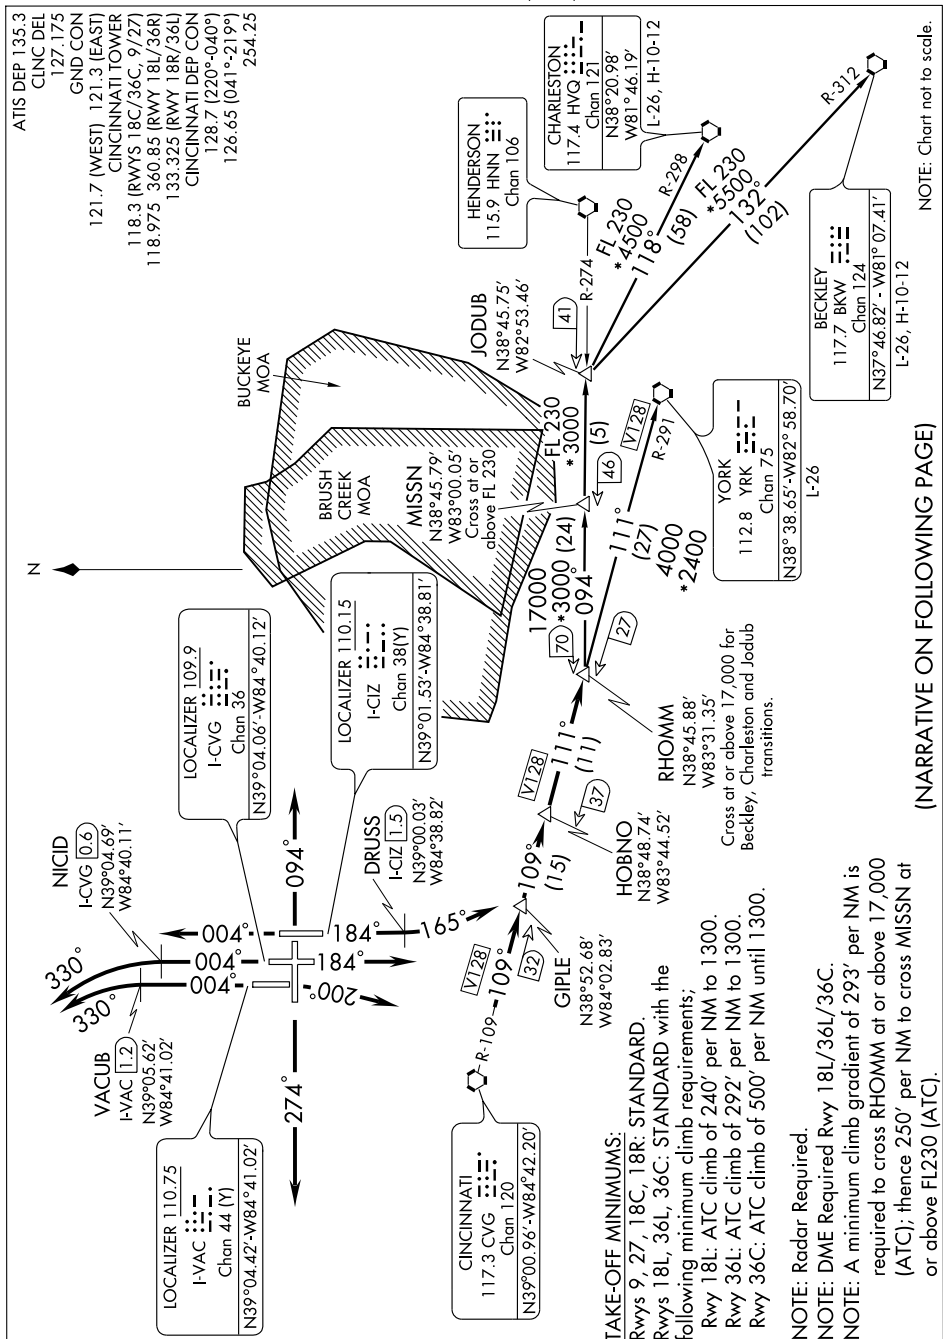 ATIS DEP 135.3
CLNC DEL
127.175
GND CON
121.7 (WEST) 121.3 (EAST)
CINCINNATI TOWER
118.3 (RWYS 18C/36C, 9/27)
118.975 360.85 (RWY 18L/36R)
133.325 (RWY 18R/36L)
CINCINNATI DEP CON
128.7 (220°-040°)
126.65 (041°-219°)
254.25
N
BUCKEYE
MOA
BRUSH
CREEK
MOA
MISSN
N38°45.79'
W83°00.05'
Cross at or
above FL 230
JODUB
N38°45.75'
W82°53.46'
HENDERSON
115.9 HNN
Chan 106
CHARLESTON
117.4 HVQ
Chan 121
N38°20.98'
W81°46.19'
L-26, H-10-12
R-274
41
FL 230
*4500
118°
(58)
R-298
FL 230
*5500
132°
(102)
R-312
BECKLEY
117.7 BKW
Chan 124
N37°46.82' - W81° 07.41'
L-26, H-10-12
NOTE: Chart not to scale.
FL 230
*3000
(5)
46
17000
*3000 (24)
094°
70
27
111°
(27)
4000
*2400
V128
R-291
YORK
112.8 YRK
Chan 75
N38° 38.65'-W82° 58.70'
L-26
LOCALIZER 109.9
I-CVG
Chan 36
N39°04.06'-W84°40.12'
LOCALIZER 110.15
I-CIZ
Chan 38(Y)
N39°01.53'-W84°38.81'
NICID
I-CVG 0.6
N39°04.69'
W84°40.11'
VACUB
I-VAC 1.2
N39°05.62'
W84°41.02'
DRUSS
I-CIZ 1.5
N39°00.03'
W84°38.82'
LOCALIZER 110.75
I-VAC
Chan 44 (Y)
N39°04.42'-W84°41.02'
330°
330°
004°
004°
004°
094°
184°
184°
165°
200°
274°
CINCINNATI
117.3 CVG
Chan 120
N39°00.96'-W84°42.20'
R-109
V128
109°
32
GIPLE
N38°52.68'
W84°02.83'
109°
(15)
HOBNO
N38°48.74'
W83°44.52'
37
V128
111°
(11)
RHOMM
N38°45.88'
W83°31.35'
Cross at or above 17,000 for
Beckley, Charleston and Jodub
transitions.
TAKE-OFF MINIMUMS:
Rwys 9, 27, 18C, 18R: STANDARD.
Rwys 18L, 36L, 36C: STANDARD with the
following minimum climb requirements;
Rwy 18L: ATC climb of 240' per NM to 1300.
Rwy 36L: ATC climb of 292' per NM to 1300.
Rwy 36C: ATC climb of 500' per NM until 1300.
NOTE: Radar Required.
NOTE: DME Required Rwy 18L/36L/36C.
NOTE: A minimum climb gradient of 293' per NM is
required to cross RHOMM at or above 17,000
(ATC); thence 250' per NM to cross MISSN at
or above FL230 (ATC).
(NARRATIVE ON FOLLOWING PAGE)